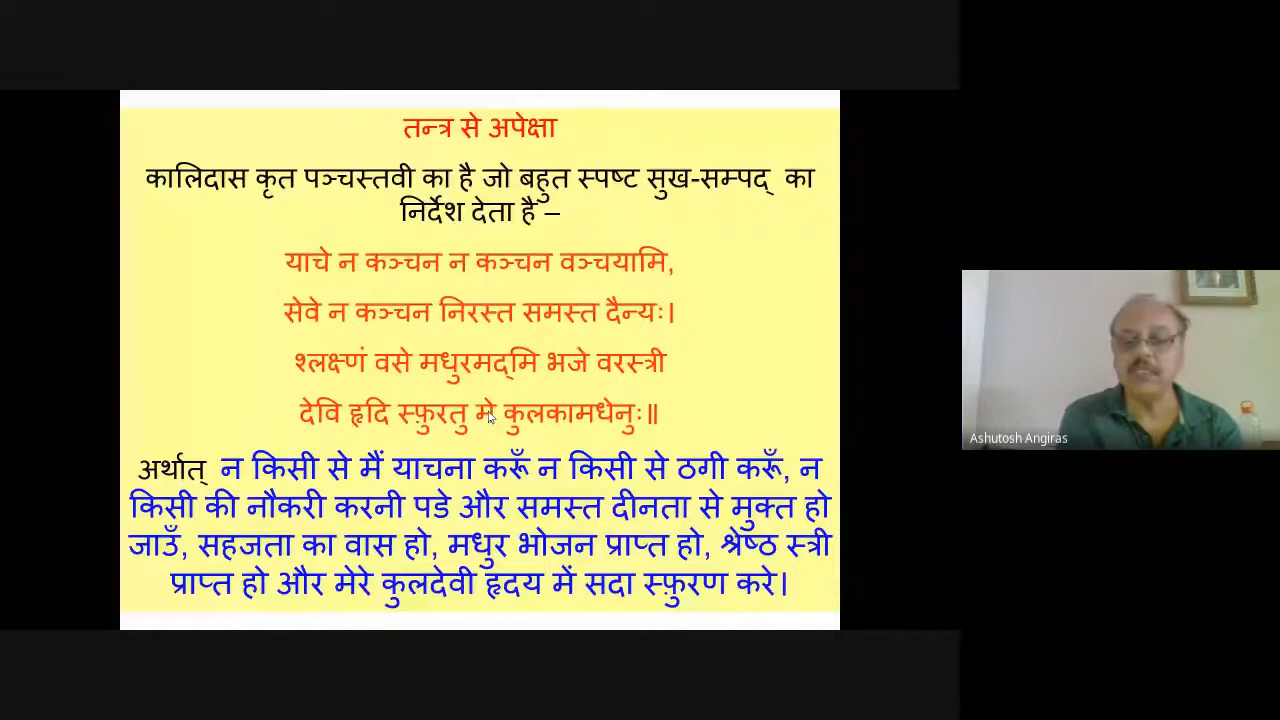 तन्त्र से अपेक्षा
कालिदास कृत पञ्चस्तवी का है जो बहुत स्पष्ट सुख-सम्पद् का
निर्देश देता है –
याचे न कञ्चन न कञ्चन वञ्चयामि,
सेवे न कञ्चन निरस्त समस्त दैन्यः।
श्लक्ष्णं वसे मधुरमद्मि भजे वरस्त्री
देवि हृदि स्फ़ुरतु मे कुलकामधेनुः॥
अर्थात् न किसी से मैं याचना करूँ न किसी से ठगी करूँ, न
किसी की नौकरी करनी पडे और समस्त दीनता से मुक्त हो
जाउँ, सहजता का वास हो, मधुर भोजन प्राप्त हो, श्रेष्ठ स्त्री
प्राप्त हो और मेरे कुलदेवी हृदय में सदा स्फ़ुरण करे।
Ashutosh Angiras